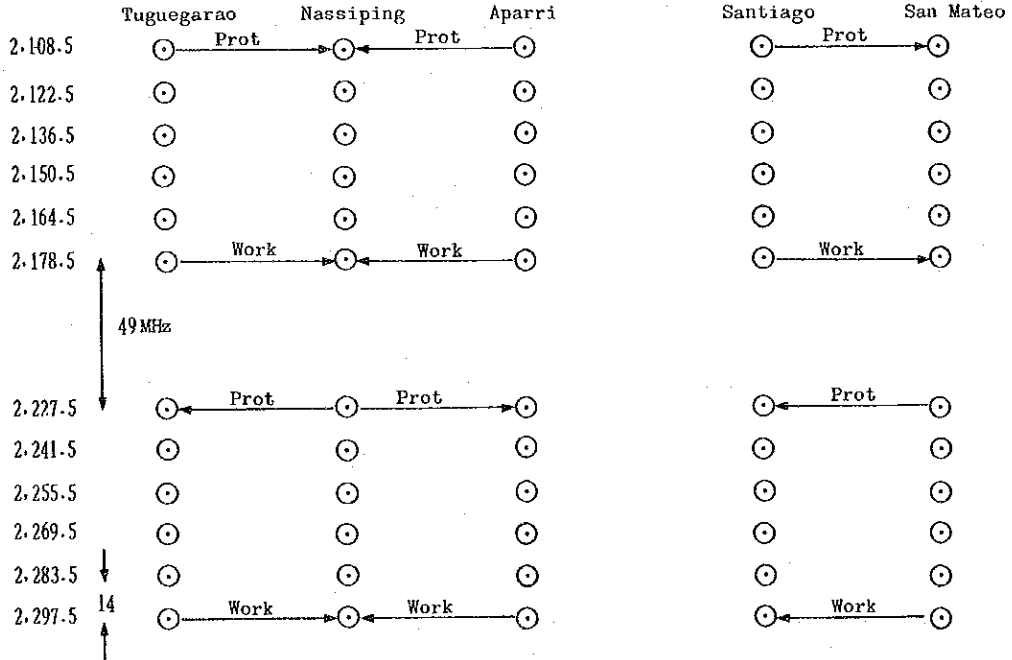 Tuguegarao Nassiping Aparri Santiago San Mateo
2,108.5 Prot Prot Prot
2,122.5
2,136.5
2,150.5
2,164.5
2,178.5 Work Work Work
49 MHz
2,227.5 Prot Prot Prot
2,241.5
2,255.5
2,269.5
2,283.5
14
2,297.5 Work Work Work